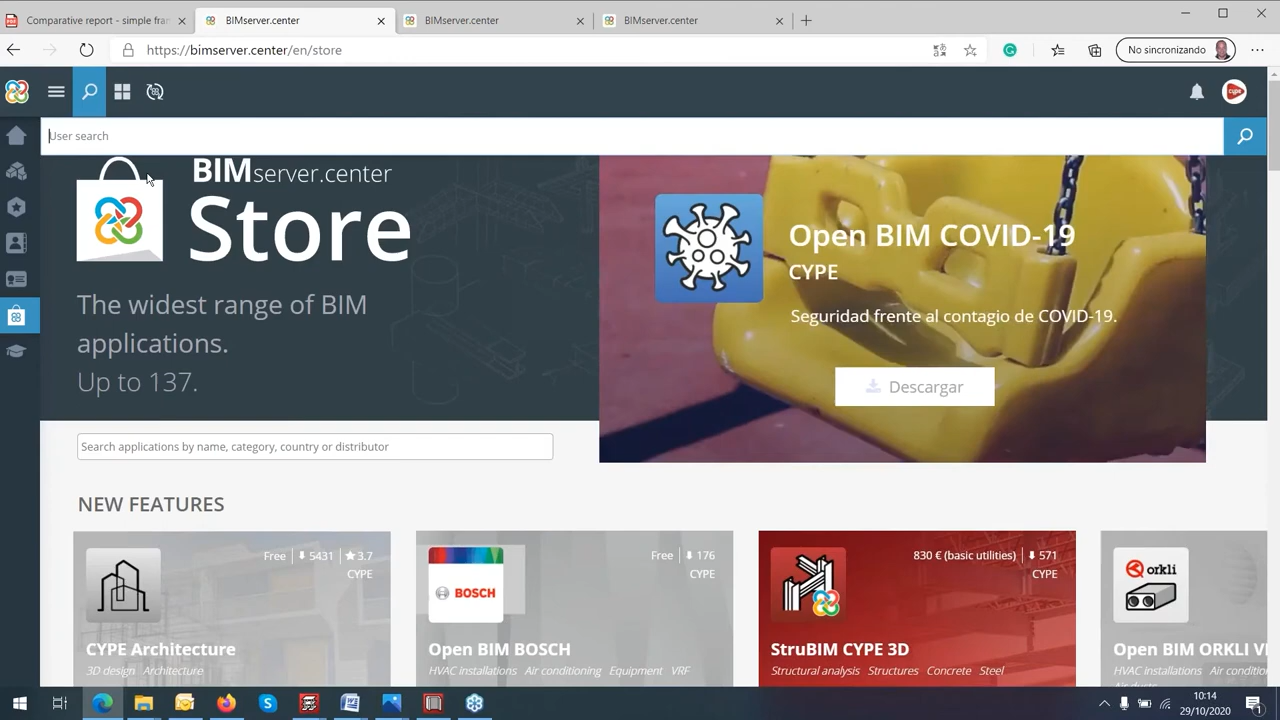 Comparative report - simple fra
BIMserver.center
BIMserver.center
BIMserver.center
https://bimserver.center/en/store
No sincronizando
cype
User search
BIMserver.center
Store
The widest range of BIM
applications.
Up to 137.
Open BIM COVID-19
CYPE
Seguridad frente al contagio de COVID-19.
Descargar
Search applications by name, category, country or distributor
NEW FEATURES
Free 5431 3.7
CYPE
CYPE Architecture
3D design Architecture
Free 176
CYPE
BOSCH
Open BIM BOSCH
HVAC installations Air conditioning Equipment VRF
830 € (basic utilities) 571
CYPE
StruBIM CYPE 3D
Structural analysis Structures Concrete Steel
orkli
Open BIM ORKLI VI
HVAC installations Air conditio
10:14
29/10/2020